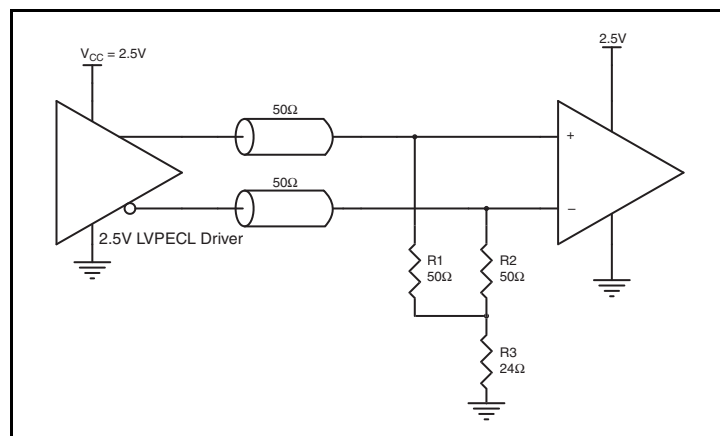 V_CC = 2.5V
2.5V
50Ω
+
50Ω
−
2.5V LVPECL Driver
R1
50Ω
R2
50Ω
R3
24Ω